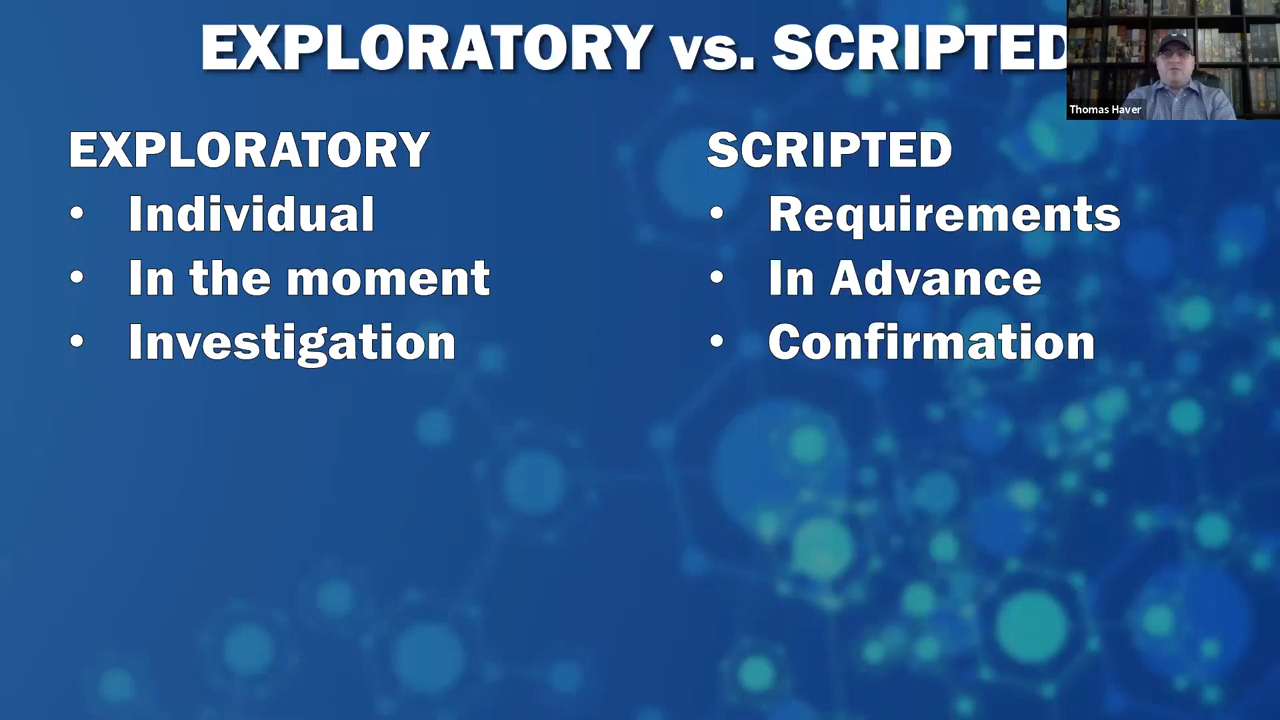 EXPLORATORY vs. SCRIPTED
Thomas Haver
EXPLORATORY
• Individual
• In the moment
• Investigation
SCRIPTED
• Requirements
• In Advance
• Confirmation